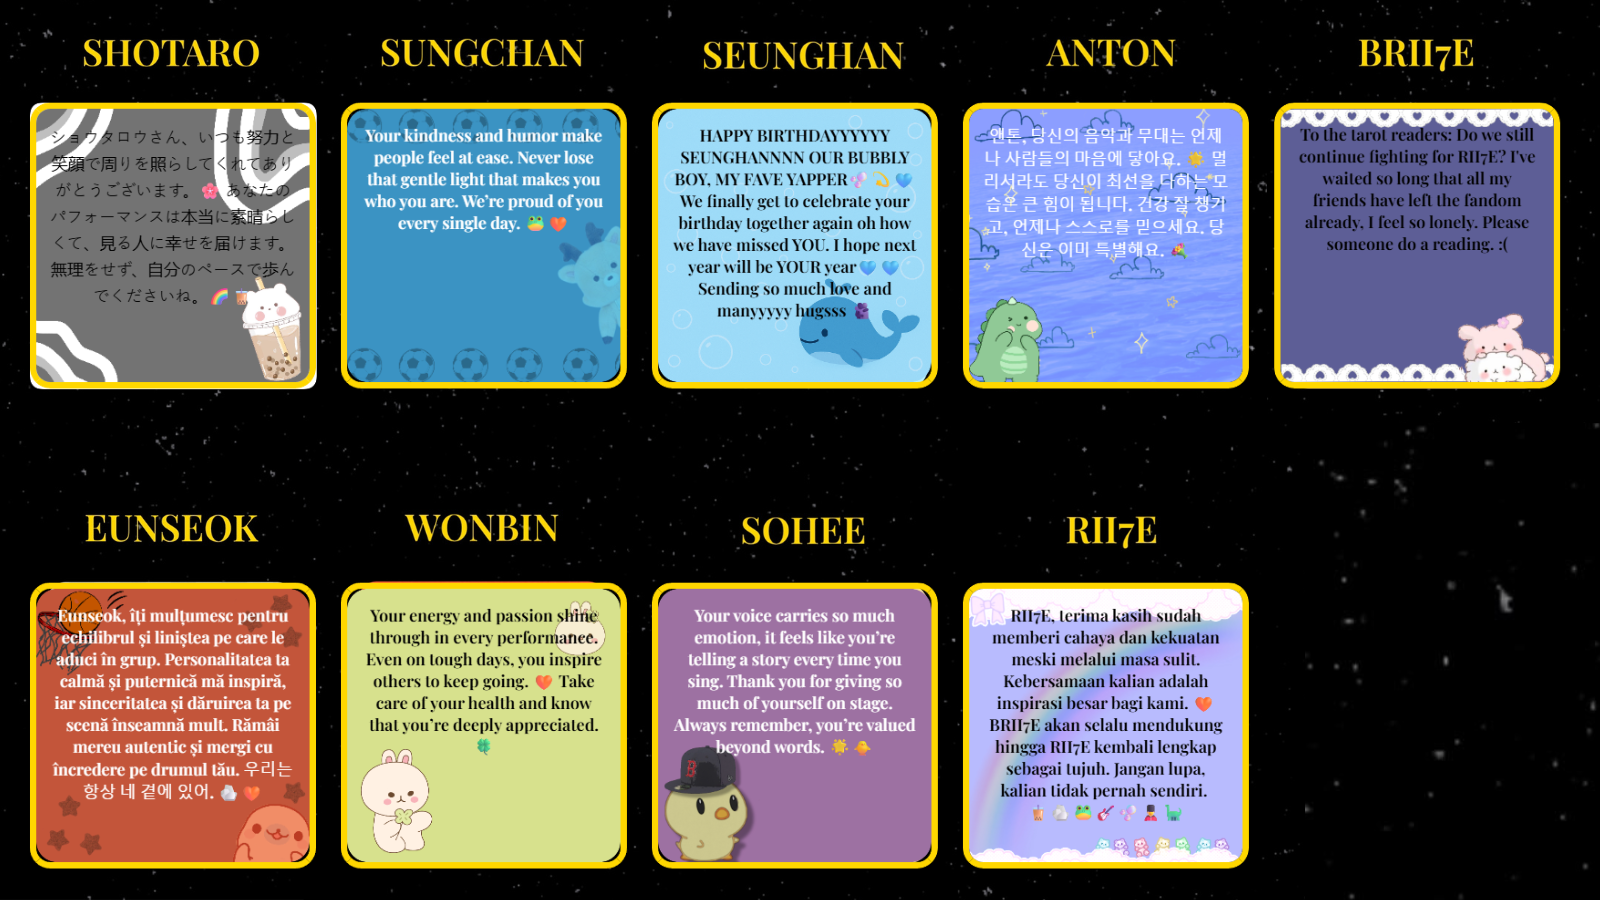 SHOTARO
ショウタロウさん、いつも努力と
笑顔で周りを照らしてくれてあり
がとうございます。🌸 あなたの
パフォーマンスは本当に素晴らし
くて、見る人に幸せを届けます。
無理をせず、自分のペースで歩ん
でくださいね。🌈 🧋
SUNGCHAN
Your kindness and humor make
people feel at ease. Never lose
that gentle light that makes you
who you are. We’re proud of you
every single day. 🐸 🧡
SEUNGHAN
HAPPY BIRTHDAYYYYYY
SEUNGHANNNN OUR BUBBLY
BOY, MY FAVE YAPPER 🫧 💫 🩵
We finally get to celebrate your
birthday together again oh how
we have missed YOU. I hope next
year will be YOUR year 🩵 🩵
Sending so much love and
manyyyyy hugsss 🫂
ANTON
앤톤, 당신의 음악과 무대는 언제
나 사람들의 마음에 닿아요. 🌟 멀
리서라도 당신이 최선을 다하는 모
습은 큰 힘이 됩니다. 건강 잘 챙기
고, 언제나 스스로를 믿으세요. 당
신은 이미 특별해요. 🌹
BRII7E
To the tarot readers: Do we still
continue fighting for RII7E? I've
waited so long that all my
friends have left the fandom
already, I feel so lonely. Please
someone do a reading. :(
EUNSEOK
Eunseok, îți mulțumesc pentru
echilibrul și liniștea pe care le
aduci în grup. Personalitatea ta
calmă și puternică mă inspiră,
iar sinceritatea și dăruirea ta pe
scenă înseamnă mult. Rămâi
mereu autentic și mergi cu
încredere pe drumul tău. 우리는
항상 네 곁에 있어. 🪨 🧡
WONBIN
Your energy and passion shine
through in every performance.
Even on tough days, you inspire
others to keep going. 🧡 Take
care of your health and know
that you’re deeply appreciated.
🍀
SOHEE
Your voice carries so much
emotion, it feels like you’re
telling a story every time you
sing. Thank you for giving so
much of yourself on stage.
Always remember, you’re valued
beyond words. 🌟 🐥
B
RII7E
RII7E, terima kasih sudah
memberi cahaya dan kekuatan
meski melalui masa sulit.
Kebersamaan kalian adalah
inspirasi besar bagi kami. 🧡
BRII7E akan selalu mendukung
hingga RII7E kembali lengkap
sebagai tujuh. Jangan lupa,
kalian tidak pernah sendiri.
🧋 🪨 🐸 🎸 🫧 💂 🦕